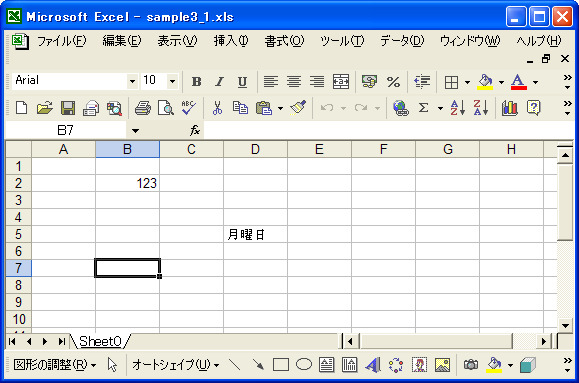 Microsoft Excel - sample3_1.xls
ファイル(F) 編集(E) 表示(V) 挿入(I) 書式(O) ツール(T) データ(D) ウィンドウ(W) ヘルプ(H)
Arial 10 B I U %
ABC Σ A Z Z A ?
B7 fx
A B C D E F G H
1
2 123
3
4
5 月曜日
6
7
8
9
10
11
Sheet0
図形の調整(R) オートシェイプ(U) A A